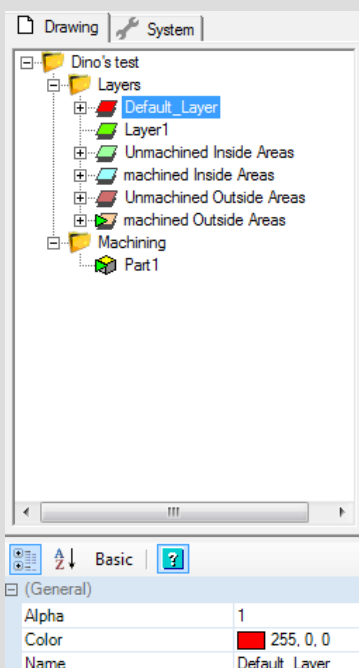 Drawing System
Dino's test
Layers
Default_Layer
Layer1
Unmachined Inside Areas
machined Inside Areas
Unmachined Outside Areas
machined Outside Areas
Machining
Part1
A Z Basic ?
(General)
Alpha 1
Color 255, 0, 0
Name Default_Layer